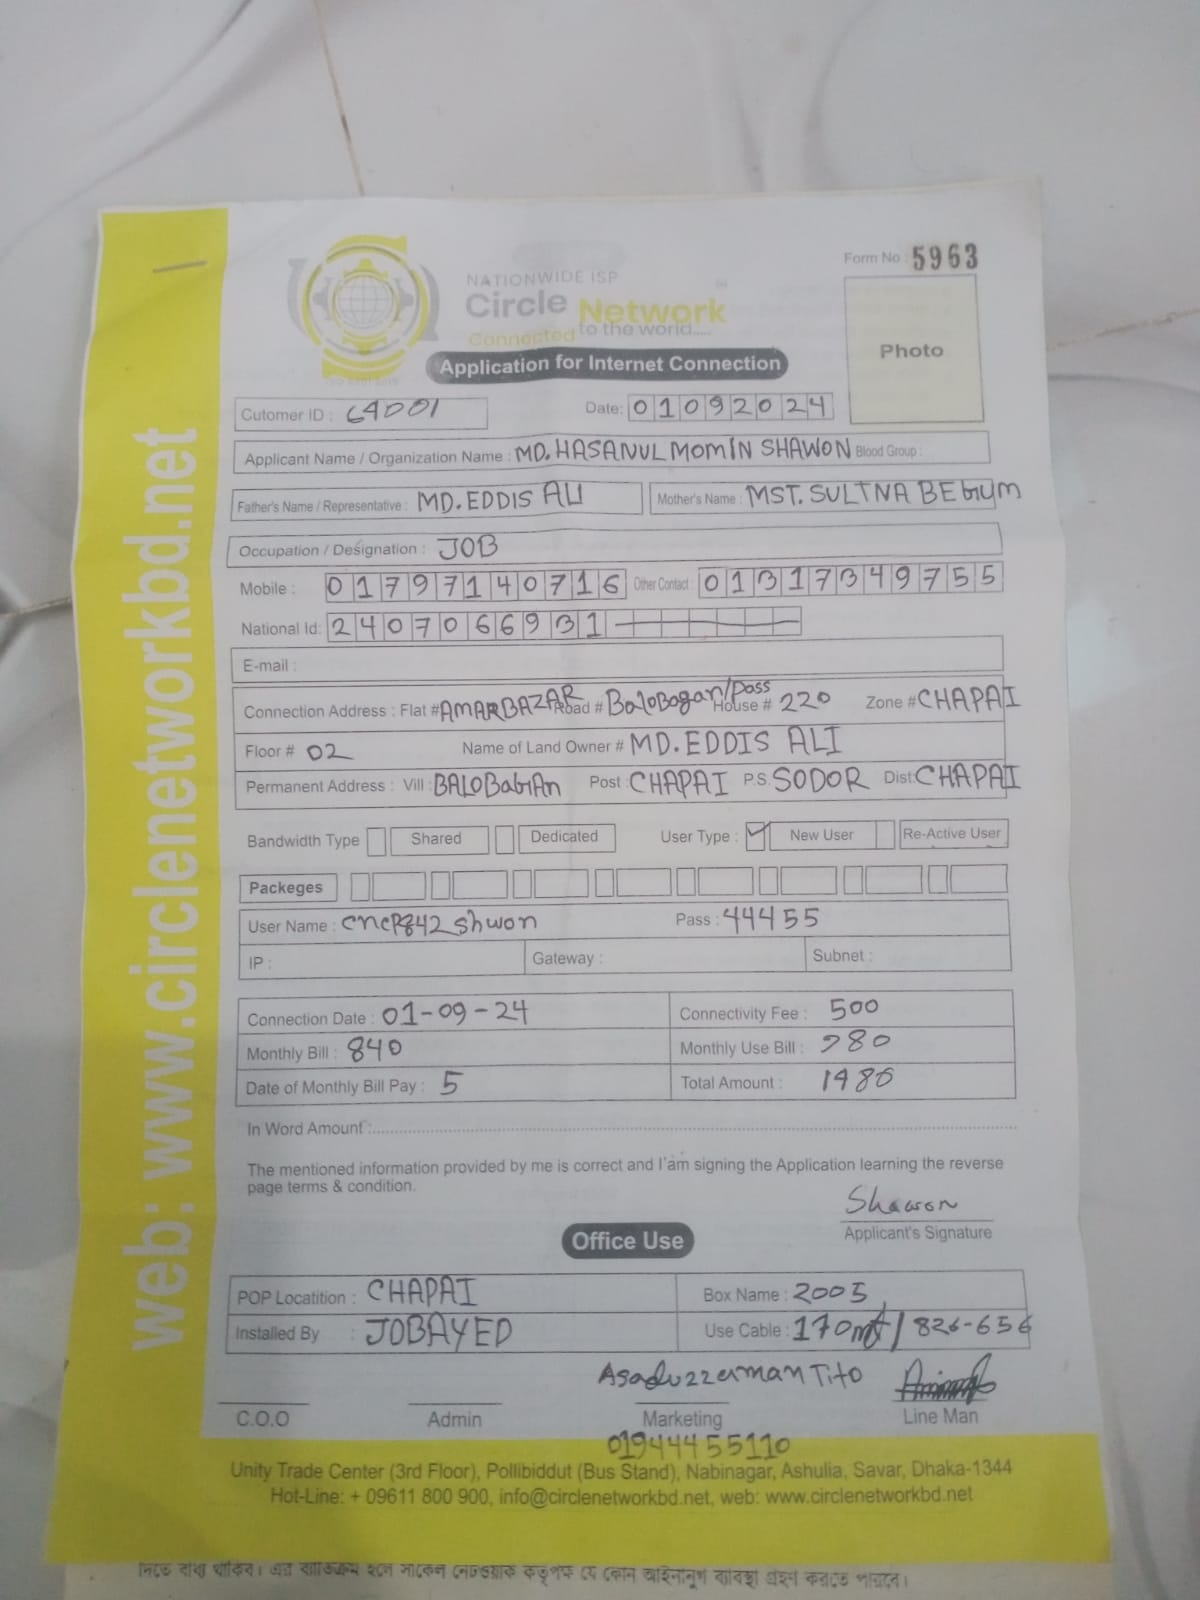 Form No : 5963
NATIONWIDE ISP
Circle Network
Connected to the world.....
Application for Internet Connection
Photo
Cutomer ID : 64001 Date: 01092024
Applicant Name / Organization Name : MD. HASANUL MOMIN SHAWON Blood Group :
Father's Name / Representative : MD. EDDIS ALI Mother's Name : MST. SULTNA BEGUM
Occupation / Designation : JOB
Mobile : 01797140716 Other Contact : 01317349755
National Id: 2407066931
E-mail :
Connection Address : Flat # AMARBAZAR Road # BaloBagan/pass House # 220 Zone # CHAPAI
Floor # 02 Name of Land Owner # MD. EDDIS ALI
Permanent Address : Vill : BALOBaGAn Post : CHAPAI P.S. SODOR Dist: CHAPAI
Bandwidth Type Shared Dedicated User Type : ✓ New User Re-Active User
Packeges
User Name : cncp842shwon Pass : 44455
IP : Gateway : Subnet :
Connection Date : 01-09-24 Connectivity Fee : 500
Monthly Bill : 840 Monthly Use Bill : 980
Date of Monthly Bill Pay : 5 Total Amount : 1480
In Word Amount :
The mentioned information provided by me is correct and I'am signing the Application learning the reverse
page terms & condition.
Shawon
Applicant's Signature
Office Use
POP Locatition : CHAPAI Box Name : 2005
Installed By : JOBAYED Use Cable : 170mt / 826-656
Asaduzzaman Tito
C.O.O Admin Marketing Line Man
01944455110
Unity Trade Center (3rd Floor), Pollibiddut (Bus Stand), Nabinagar, Ashulia, Savar, Dhaka-1344
Hot-Line: + 09611 800 900, info@circlenetworkbd.net, web: www.circlenetworkbd.net
web: www.circlenetworkbd.net
দিতে বাধ্য থাকিব। এর ব্যতিক্রম হলে সার্কেল নেটওয়ার্ক কর্তৃপক্ষ যে কোন আইনানুগ ব্যবস্থা গ্রহন করতে পারবে।